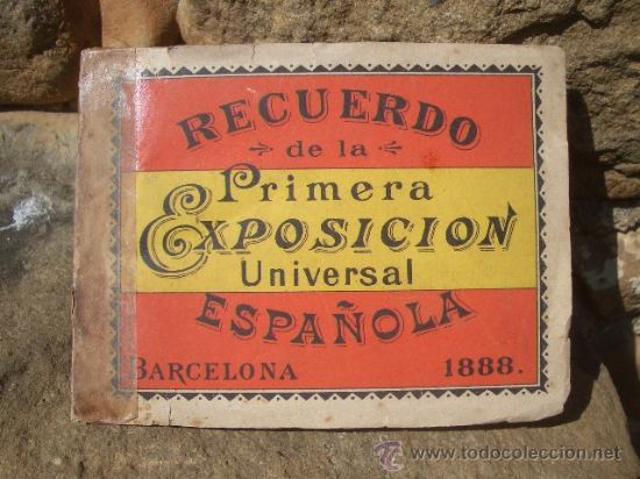 RECUERDO
de la
Primera
EXPOSICION
Universal
ESPAÑOLA
BARCELONA 1888.
www.todocoleccion.net